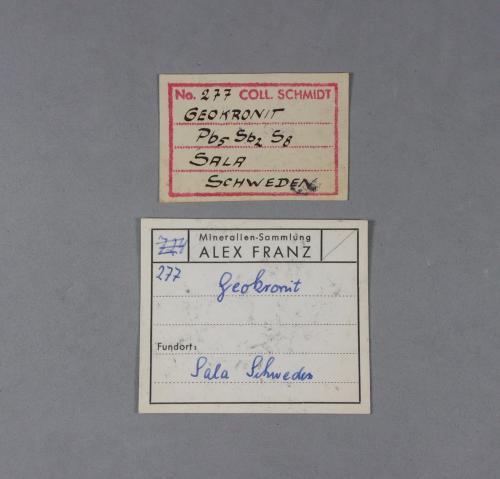 No. 277 COLL. SCHMIDT
GEOKRONIT
Pb5 Sb2 S8
SALA
SCHWEDEN
Mineralien-Sammlung
ALEX FRANZ
277
Geokronit
Fundort:
Sala Schweden